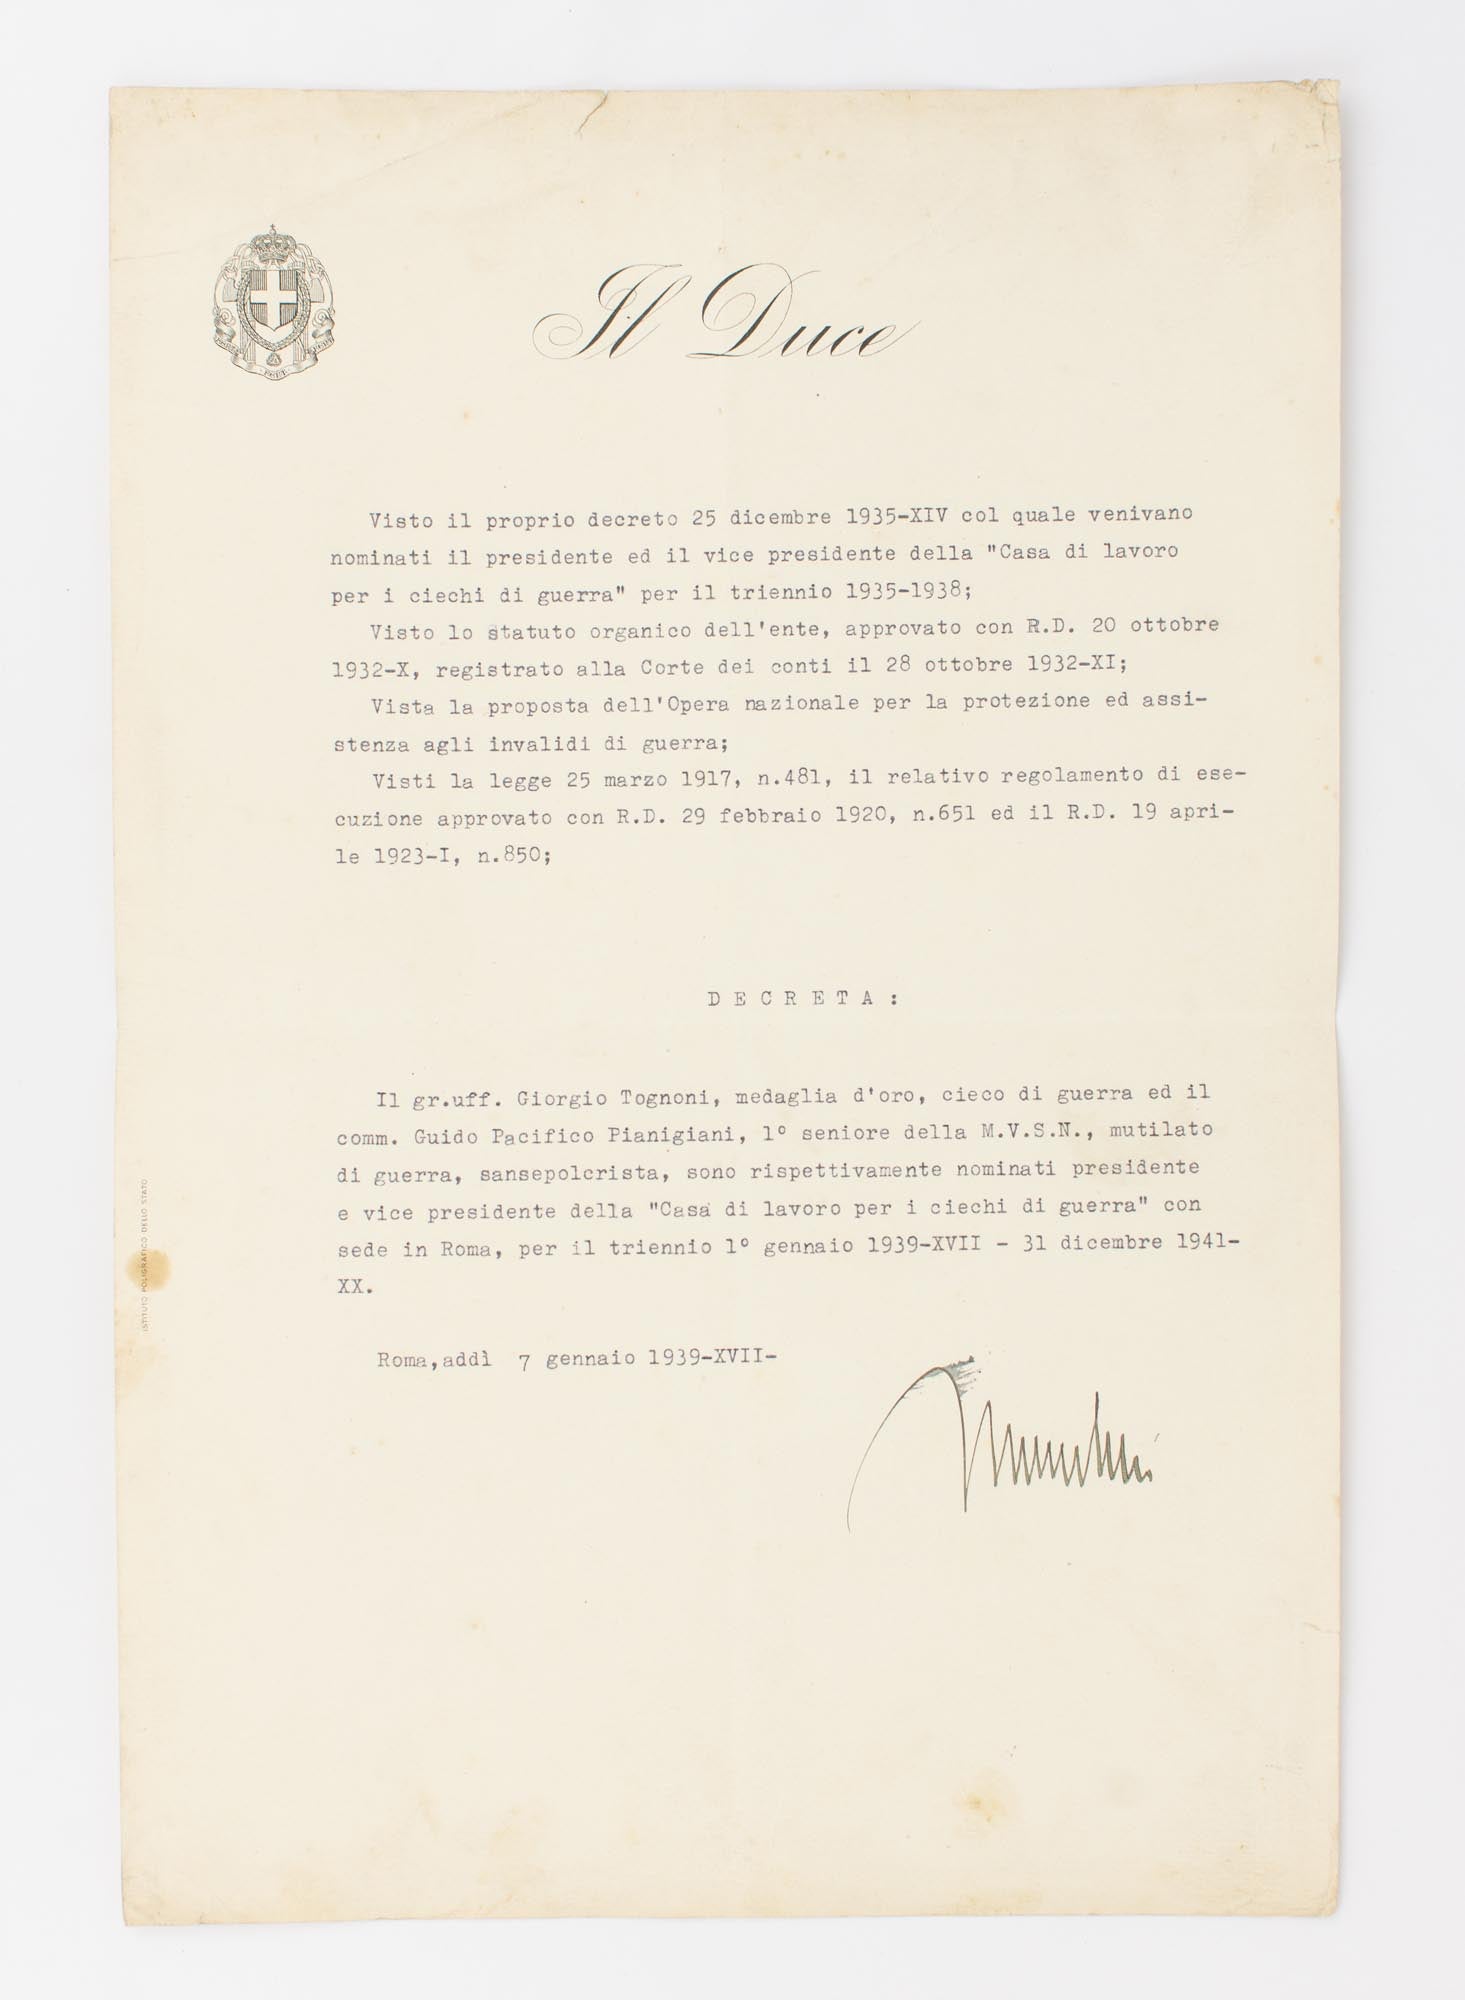 Il Duce
FERT
Visto il proprio decreto 25 dicembre 1935-XIV col quale venivano
nominati il presidente ed il vice presidente della "Casa di lavoro
per i ciechi di guerra" per il triennio 1935-1938;
Visto lo statuto organico dell'ente, approvato con R.D. 20 ottobre
1932-X, registrato alla Corte dei conti il 28 ottobre 1932-XI;
Vista la proposta dell'Opera nazionale per la protezione ed assi-
stenza agli invalidi di guerra;
Visti la legge 25 marzo 1917, n.481, il relativo regolamento di ese-
cuzione approvato con R.D. 29 febbraio 1920, n.651 ed il R.D. 19 apri-
le 1923-I, n.850;
D E C R E T A :
Il gr.uff. Giorgio Tognoni, medaglia d'oro, cieco di guerra ed il
comm. Guido Pacifico Pianigiani, 1° seniore della M.V.S.N., mutilato
di guerra, sansepolcrista, sono rispettivamente nominati presidente
e vice presidente della "Casa di lavoro per i ciechi di guerra" con
sede in Roma, per il triennio 1° gennaio 1939-XVII - 31 dicembre 1941-
XX.
Roma, addì 7 gennaio 1939-XVII-
ISTITUTO POLIGRAFICO DELLO STATO